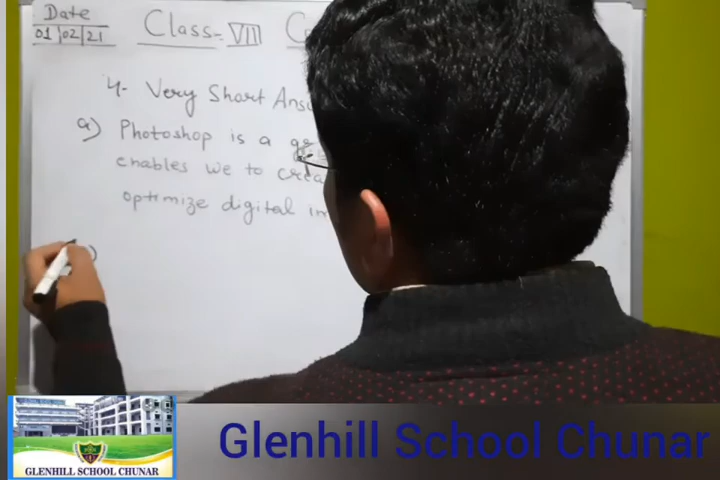 Date
01/02/21
Class-VIII
4- Very Short
a) Photoshop is a
enables we to
optimize digital
GLENHILL SCHOOL CHUNAR
Glenhill School Chunar